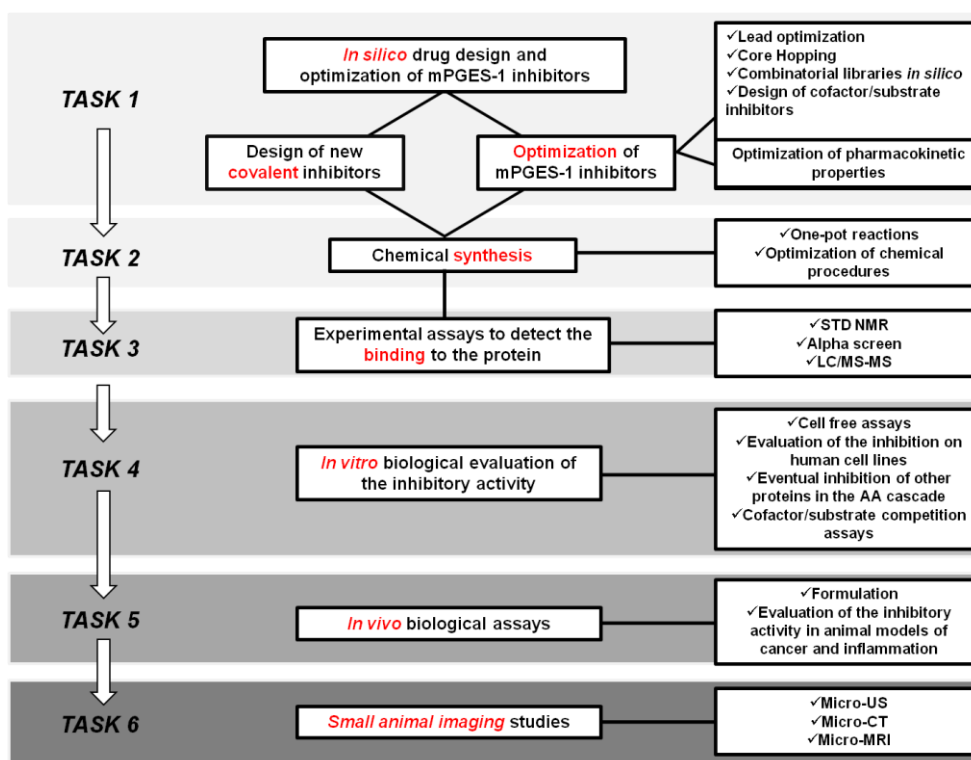 TASK 1
In silico drug design and
optimization of mPGES-1 inhibitors
Design of new
covalent inhibitors
Optimization of
mPGES-1 inhibitors
✓Lead optimization
✓Core Hopping
✓Combinatorial libraries in silico
✓Design of cofactor/substrate
inhibitors
Optimization of pharmacokinetic
properties
TASK 2
Chemical synthesis
✓One-pot reactions
✓Optimization of chemical
procedures
TASK 3
Experimental assays to detect the
binding to the protein
✓STD NMR
✓Alpha screen
✓LC/MS-MS
TASK 4
In vitro biological evaluation of
the inhibitory activity
✓Cell free assays
✓Evaluation of the inhibition on
human cell lines
✓Eventual inhibition of other
proteins in the AA cascade
✓Cofactor/substrate competition
assays
TASK 5
In vivo biological assays
✓Formulation
✓Evaluation of the inhibitory
activity in animal models of
cancer and inflammation
TASK 6
Small animal imaging studies
✓Micro-US
✓Micro-CT
✓Micro-MRI